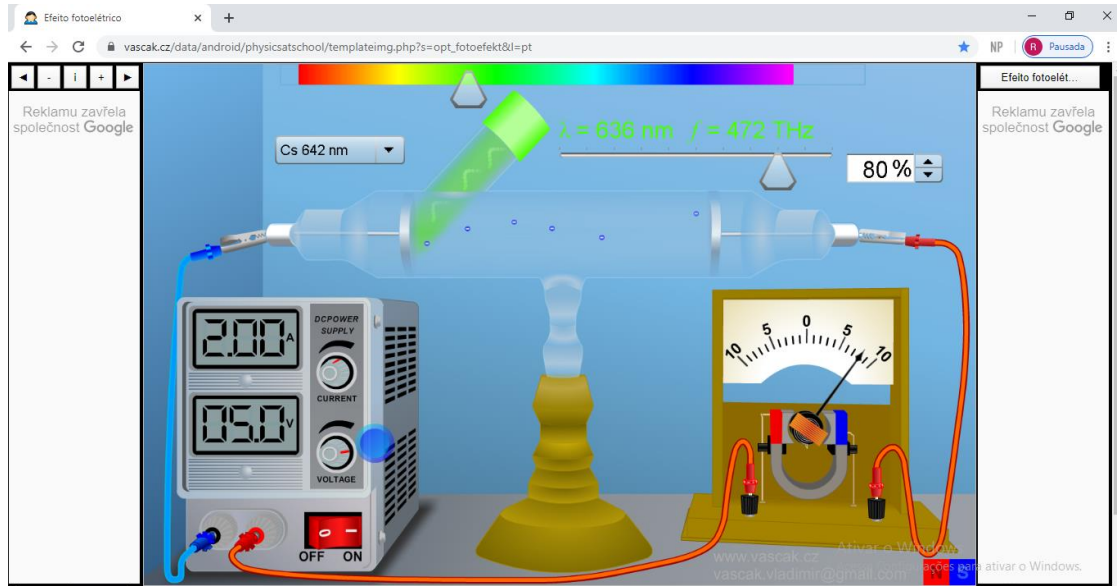 Efeito fotoelétrico
vascak.cz/data/android/physicsatschool/templateimg.php?s=opt_fotoefekt&l=pt
NP
R Pausada
- i +
Efeito fotoelét...
Reklamu zavřela
společnost Google
Reklamu zavřela
společnost Google
λ = 636 nm f = 472 THz
Cs 642 nm
80 %
DCPOWER
SUPPLY
2.00 A
CURRENT
05.0 V
VOLTAGE
OFF ON
10 5 0 5 10
www.vascak.cz
vascak.vladimir@gmail.com
Ativar o Windows
para ativar o Windows.
N S